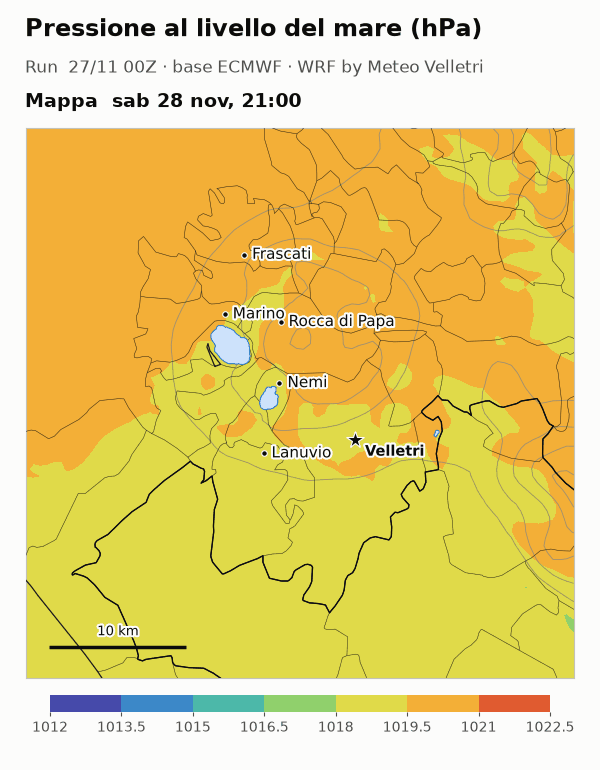 Pressione al livello del mare (hPa)
Run  27/11 00Z · base ECMWF · WRF by Meteo Velletri
Mappa  sab 28 nov, 21:00
Frascati
Marino
Rocca di Papa
Nemi
Velletri
Lanuvio
10 km
1012 1013.5 1015 1016.5 1018 1019.5 1021 1022.5